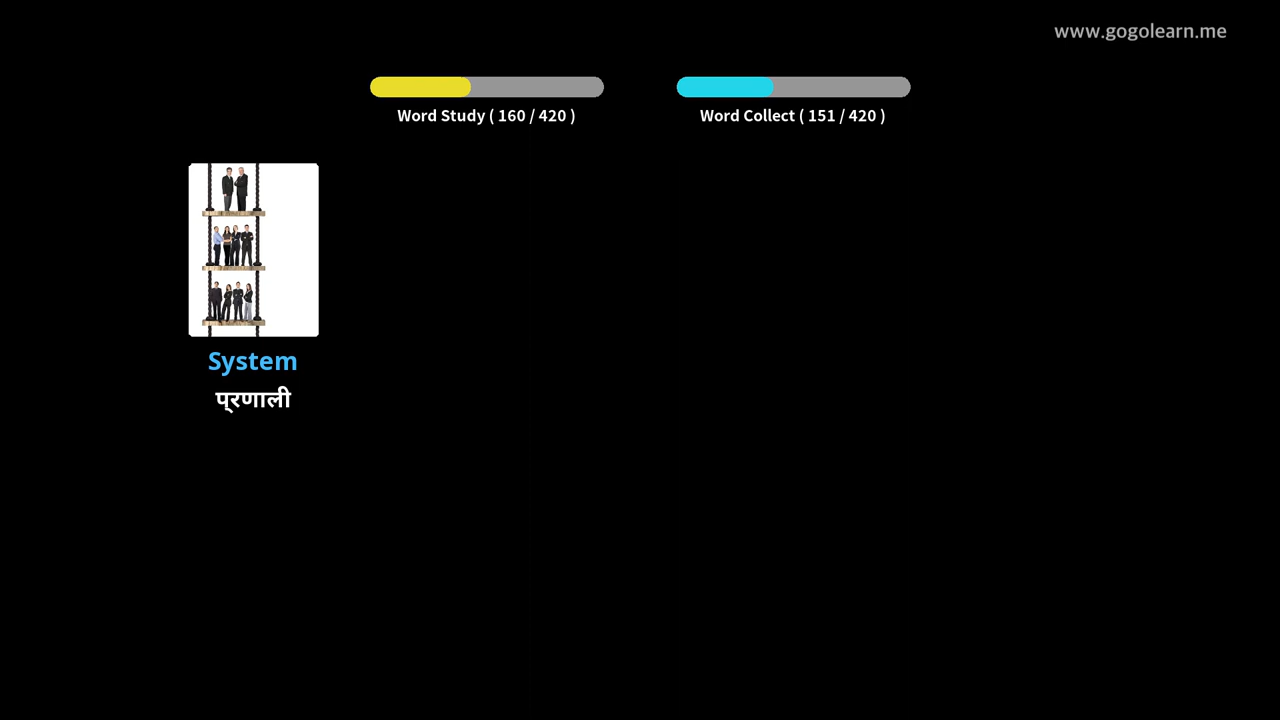 www.gogolearn.me
Word Study ( 160 / 420 )
Word Collect ( 151 / 420 )
System
प्रणाली